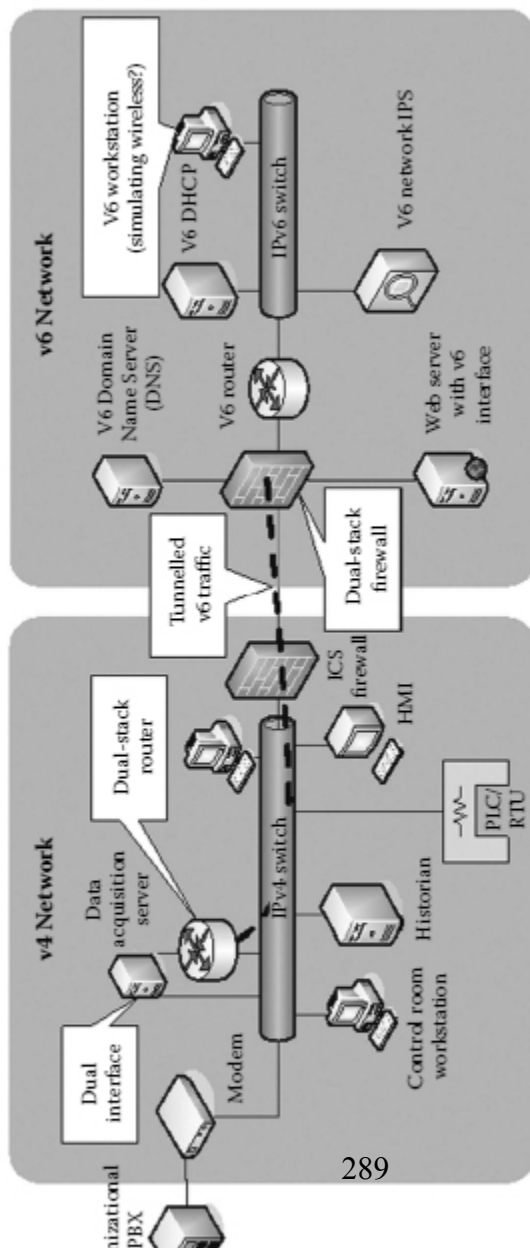 v4 Network
v6 Network
Dual
interface
Data
acquisition
server
Dual-stack
router
Tunnelled
v6 traffic
V6 Domain
Name Server
(DNS)
V6 DHCP
V6 workstation
(simulating wireless?)
nizational
PBX
Modem
IPv4 switch
ICS
firewall
V6 router
IPv6 switch
Control room
workstation
Historian
PLC/
RTU
HMI
Dual-stack
firewall
Web server
with v6
interface
V6 network IPS
289